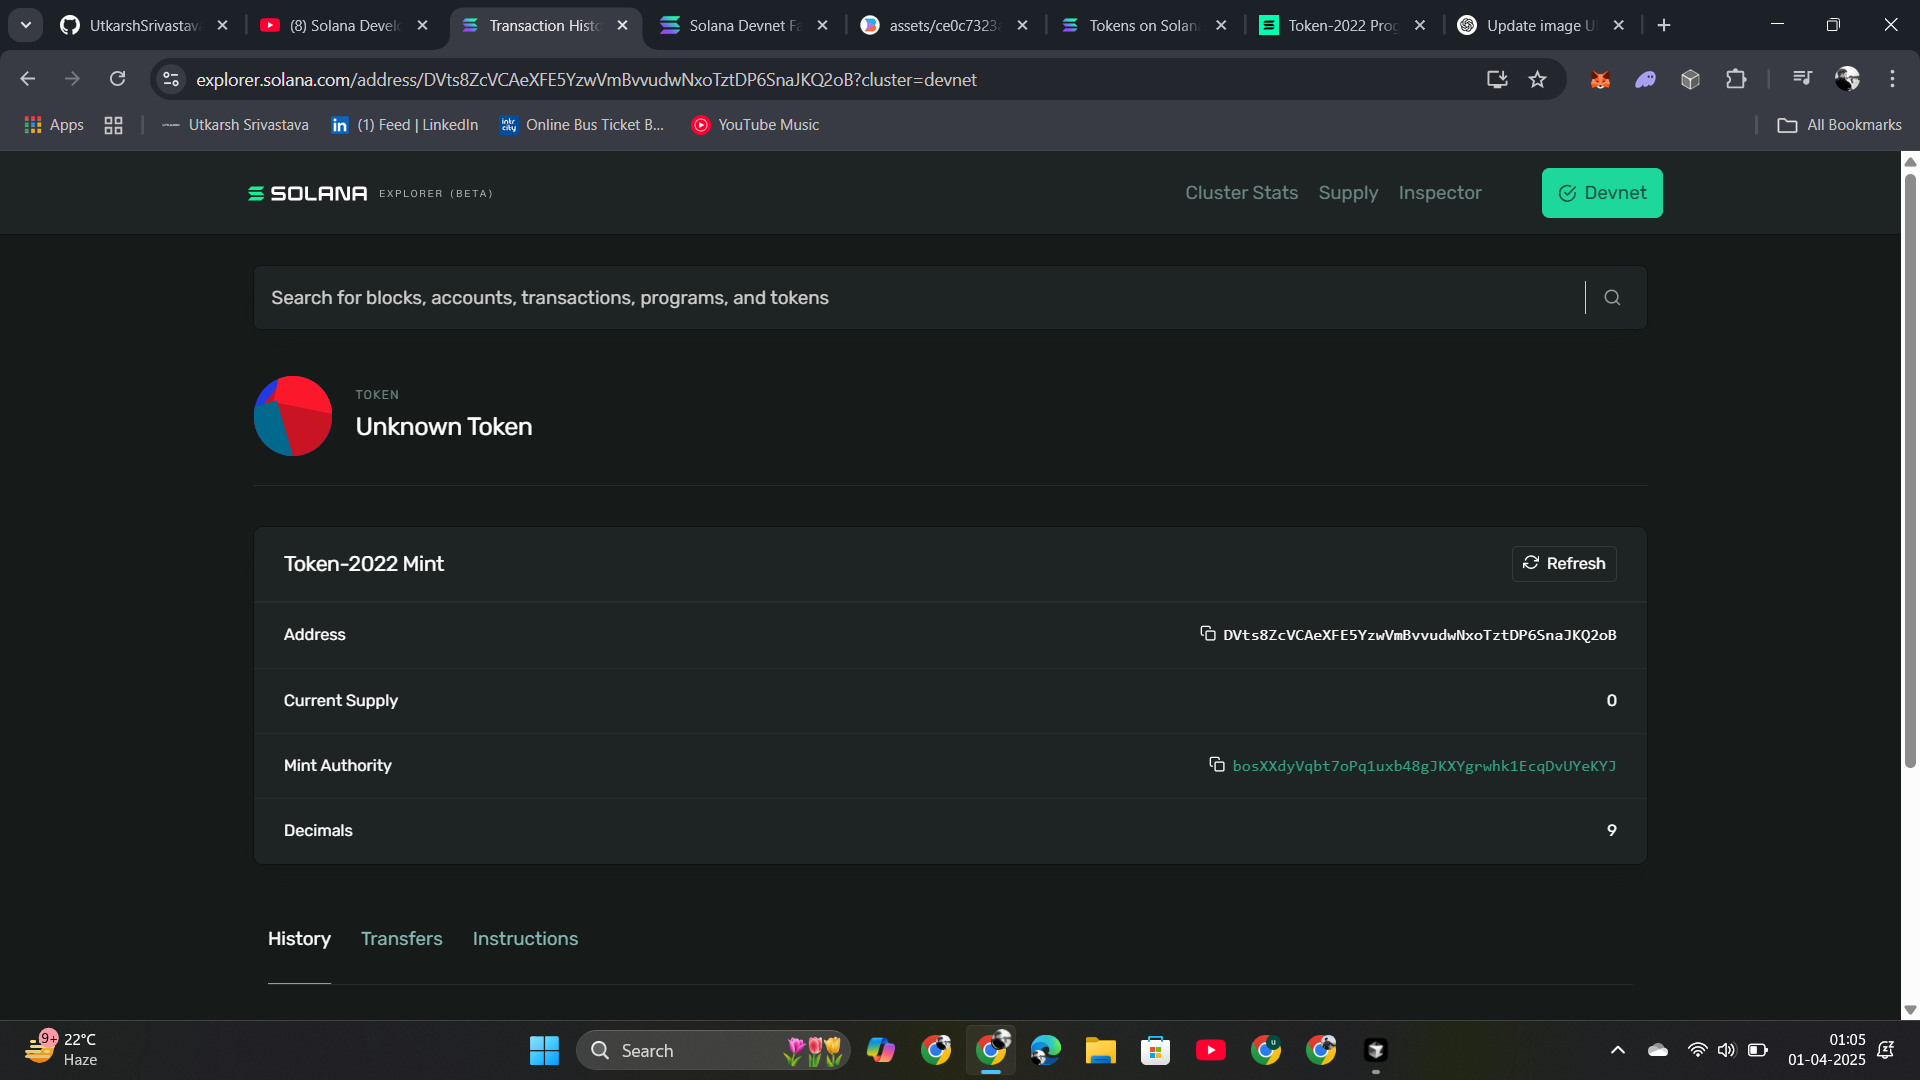 UtkarshSrivastav
(8) Solana Develo
Transaction Histo
Solana Devnet Fa
assets/ce0c7323a
Tokens on Solana
Token-2022 Prog
Update image U
explorer.solana.com/address/DVts8ZcVCAeXFE5YzwVmBvvudwNxoTztDP6SnaJKQ2oB?cluster=devnet
Apps
Utkarsh Srivastava
(1) Feed | LinkedIn
Online Bus Ticket B...
YouTube Music
All Bookmarks
SOLANA EXPLORER (BETA)
Cluster Stats
Supply
Inspector
Devnet
Search for blocks, accounts, transactions, programs, and tokens
TOKEN
Unknown Token
Token-2022 Mint
Refresh
Address
DVts8ZcVCAeXFE5YzwVmBvvudwNxoTztDP6SnaJKQ2oB
Current Supply
0
Mint Authority
bosXXdyVqbt7oPq1uxb48gJKXYgrwhk1EcqDvUYeKYJ
Decimals
9
History
Transfers
Instructions
9+
22°C
Haze
Search
01:05
01-04-2025